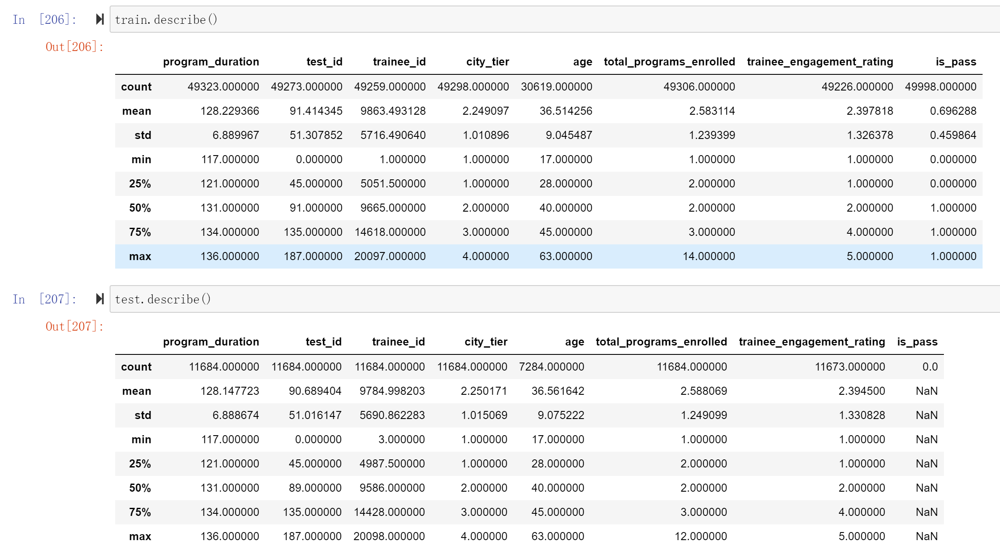 In [206]: train.describe()
Out[206]:
program_duration test_id trainee_id city_tier age total_programs_enrolled trainee_engagement_rating is_pass
count 49323.000000 49273.000000 49259.000000 49298.000000 30619.000000 49306.000000 49226.000000 49998.000000
mean 128.229366 91.414345 9863.493128 2.249097 36.514256 2.583114 2.397818 0.696288
std 6.889967 51.307852 5716.490640 1.010896 9.045487 1.239399 1.326378 0.459864
min 117.000000 0.000000 1.000000 1.000000 17.000000 1.000000 1.000000 0.000000
25% 121.000000 45.000000 5051.500000 1.000000 28.000000 2.000000 1.000000 0.000000
50% 131.000000 91.000000 9665.000000 2.000000 40.000000 2.000000 2.000000 1.000000
75% 134.000000 135.000000 14618.000000 3.000000 45.000000 3.000000 4.000000 1.000000
max 136.000000 187.000000 20097.000000 4.000000 63.000000 14.000000 5.000000 1.000000
In [207]: test.describe()
Out[207]:
program_duration test_id trainee_id city_tier age total_programs_enrolled trainee_engagement_rating is_pass
count 11684.000000 11684.000000 11684.000000 11684.000000 7284.000000 11684.000000 11673.000000 0.0
mean 128.147723 90.689404 9784.998203 2.250171 36.561642 2.588069 2.394500 NaN
std 6.888674 51.016147 5690.862283 1.015069 9.075222 1.249099 1.330828 NaN
min 117.000000 0.000000 3.000000 1.000000 17.000000 1.000000 1.000000 NaN
25% 121.000000 45.000000 4987.500000 1.000000 28.000000 2.000000 1.000000 NaN
50% 131.000000 89.000000 9586.000000 2.000000 40.000000 2.000000 2.000000 NaN
75% 134.000000 135.000000 14428.000000 3.000000 45.000000 3.000000 4.000000 NaN
max 136.000000 187.000000 20098.000000 4.000000 63.000000 12.000000 5.000000 NaN